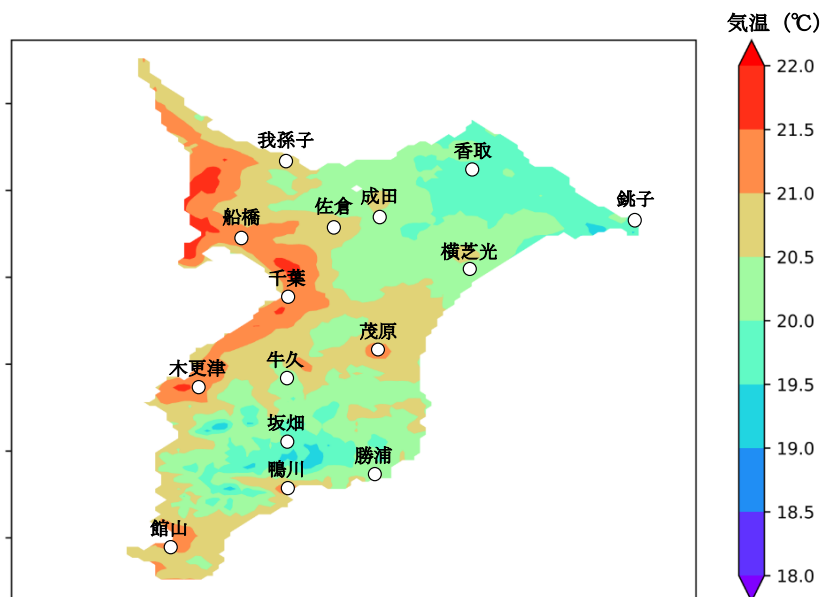 気温 (℃)
22.0
21.5
21.0
20.5
20.0
19.5
19.0
18.5
18.0
我孫子
香取
成田
銚子
佐倉
船橋
横芝光
千葉
茂原
牛久
木更津
坂畑
勝浦
鴨川
館山